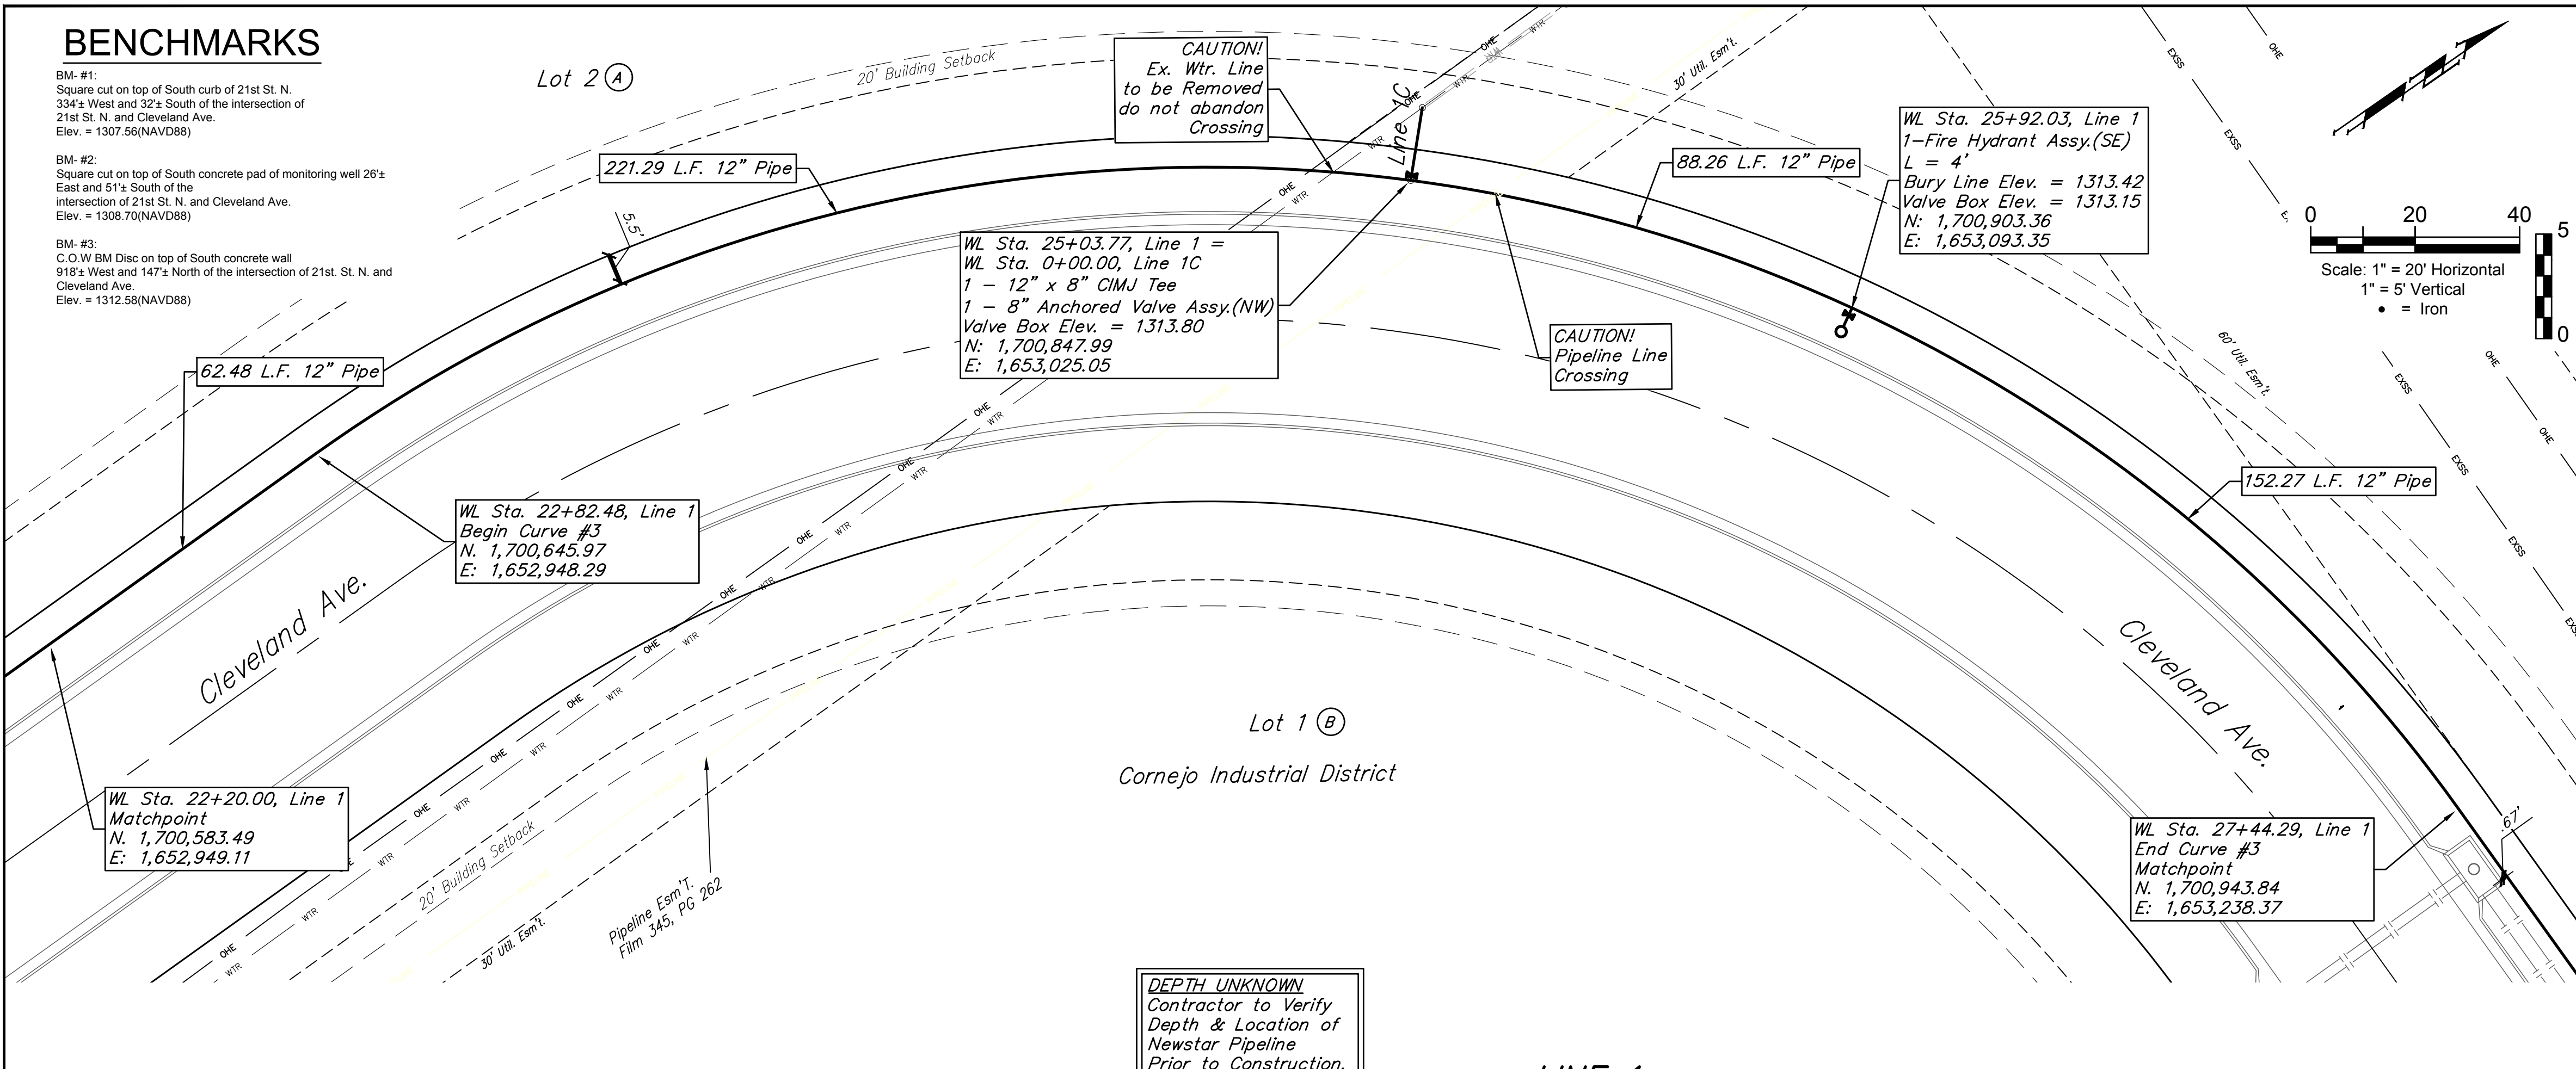 BENCHMARKS
BM- #1:
Square cut on top of South curb of 21st St. N.
334'± West and 32'± South of the intersection of
21st St. N. and Cleveland Ave.
Elev. = 1307.56(NAVD88)
BM- #2:
Square cut on top of South concrete pad of monitoring well 26'±
East and 51'± South of the
intersection of 21st St. N. and Cleveland Ave.
Elev. = 1308.70(NAVD88)
BM- #3:
C.O.W BM Disc on top of South concrete wall
918'± West and 147'± North of the intersection of 21st. St. N. and
Cleveland Ave.
Elev. = 1312.58(NAVD88)
Lot 2 A
20' Building Setback
CAUTION!
Ex. Wtr. Line
to be Removed
do not abandon
Crossing
Line 1C
30' Util. Esm't.
221.29 L.F. 12" Pipe
88.26 L.F. 12" Pipe
WL Sta. 25+92.03, Line 1
1-Fire Hydrant Assy.(SE)
L = 4'
Bury Line Elev. = 1313.42
Valve Box Elev. = 1313.15
N: 1,700,903.36
E: 1,653,093.35
0 20 40
Scale: 1" = 20' Horizontal
1" = 5' Vertical
• = Iron
5
0
5.5'
WL Sta. 25+03.77, Line 1 =
WL Sta. 0+00.00, Line 1C
1 - 12" x 8" CIMJ Tee
1 - 8" Anchored Valve Assy.(NW)
Valve Box Elev. = 1313.80
N: 1,700,847.99
E: 1,653,025.05
CAUTION!
Pipeline Line
Crossing
60' Util. Esm't.
62.48 L.F. 12" Pipe
152.27 L.F. 12" Pipe
WL Sta. 22+82.48, Line 1
Begin Curve #3
N. 1,700,645.97
E: 1,652,948.29
Cleveland Ave.
Cleveland Ave.
Lot 1 B
Cornejo Industrial District
WL Sta. 22+20.00, Line 1
Matchpoint
N. 1,700,583.49
E: 1,652,949.11
20' Building Setback
30' Util. Esm't.
Pipeline Esm'T.
Film 345, PG 262
WL Sta. 27+44.29, Line 1
End Curve #3
Matchpoint
N. 1,700,943.84
E: 1,653,238.37
.67'
OHE
WTR
EXSS
DEPTH UNKNOWN
Contractor to Verify
Depth & Location of
Newstar Pipeline
Prior to Construction.
LINE 1